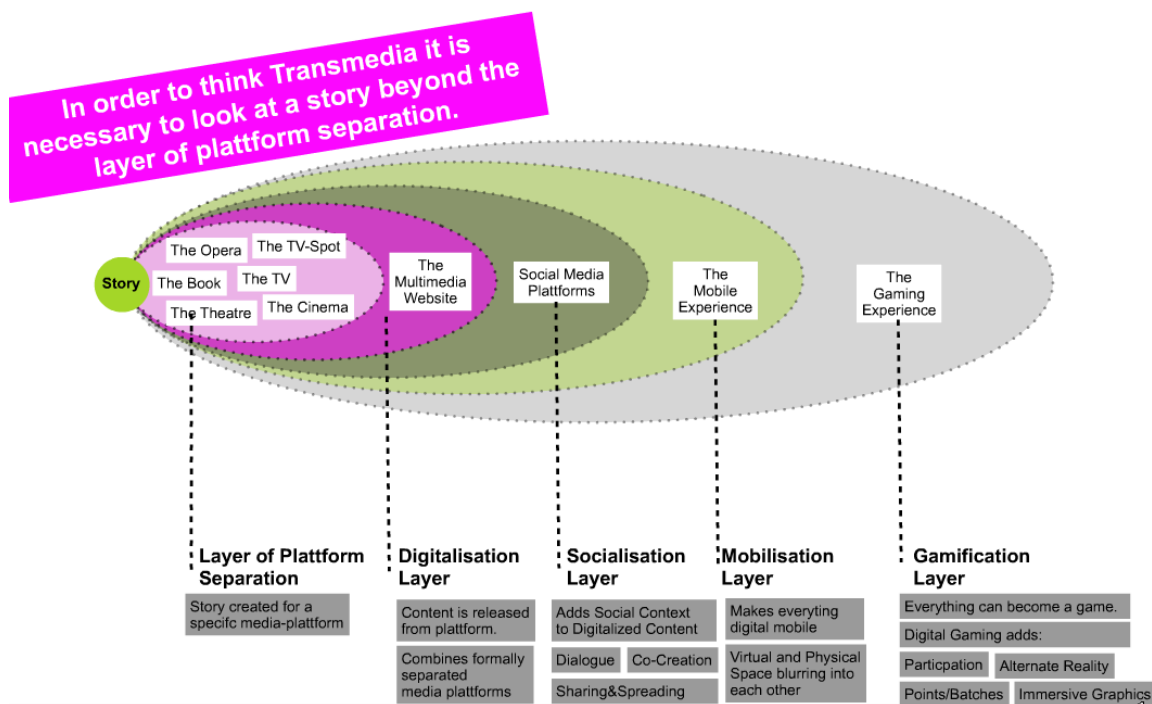 In order to think Transmedia it is
necessary to look at a story beyond the
layer of plattform separation.
Story
The Opera
The TV-Spot
The Book
The TV
The Theatre
The Cinema
The
Multimedia
Website
Social Media
Plattforms
The
Mobile
Experience
The
Gaming
Experience
Layer of Plattform
Separation
Story created for a
specifc media-plattform
Digitalisation
Layer
Content is released
from plattform.
Combines formally
separated
media plattforms
Socialisation
Layer
Adds Social Context
to Digitalized Content
Dialogue
Co-Creation
Sharing&Spreading
Mobilisation
Layer
Makes everyting
digital mobile
Virtual and Physical
Space blurring into
each other
Gamification
Layer
Everything can become a game.
Digital Gaming adds:
Particpation
Alternate Reality
Points/Batches
Immersive Graphics